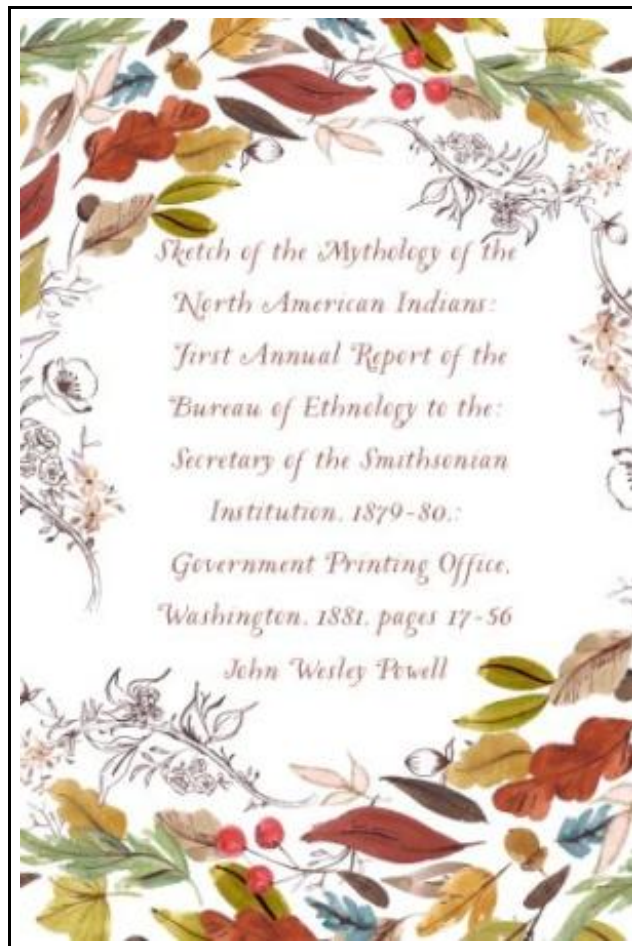 Sketch of the Mythology of the
North American Indians:
First Annual Report of the
Bureau of Ethnology to the:
Secretary of the Smithsonian
Institution, 1879-80,:
Government Printing Office,
Washington, 1881, pages 17-56
John Wesley Powell